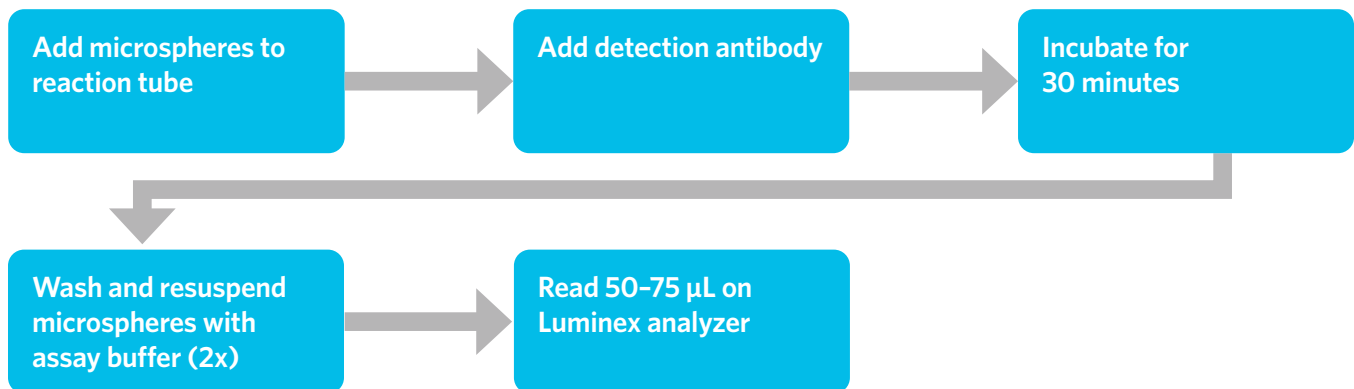 Add microspheres to
reaction tube
Add detection antibody
Incubate for
30 minutes
Wash and resuspend
microspheres with
assay buffer (2x)
Read 50–75 µL on
Luminex analyzer